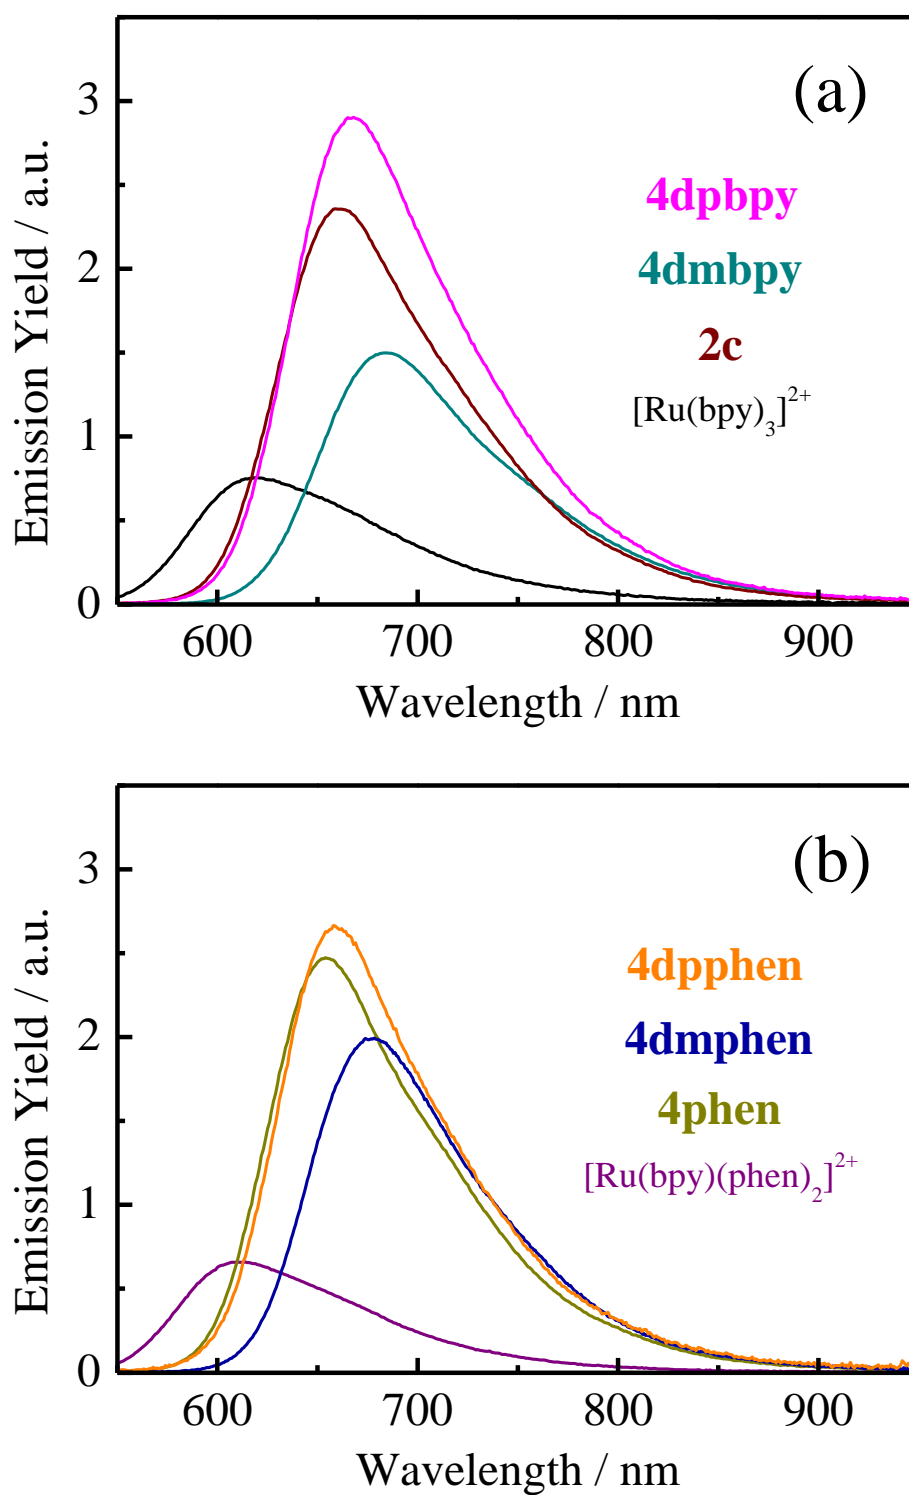 (a)
3
2
1
0
Emission Yield / a.u.
4dpbpy
4dmbpy
2c
[Ru(bpy)₃]²⁺
600 700 800 900
Wavelength / nm
(b)
3
2
1
0
Emission Yield / a.u.
4dpphen
4dmphen
4phen
[Ru(bpy)(phen)₂]²⁺
600 700 800 900
Wavelength / nm